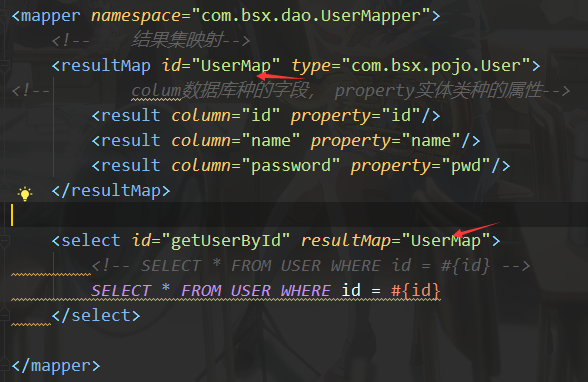 <mapper namespace="com.bsx.dao.UserMapper">
<!-- 结果集映射-->
<resultMap id="UserMap" type="com.bsx.pojo.User">
<!-- colum数据库种的字段, property实体类种的属性-->
<result column="id" property="id"/>
<result column="name" property="name"/>
<result column="password" property="pwd"/>
</resultMap>
<select id="getUserById" resultMap="UserMap">
<!-- SELECT * FROM USER WHERE id = #{id} -->
SELECT * FROM USER WHERE id = #{id}
</select>
</mapper>